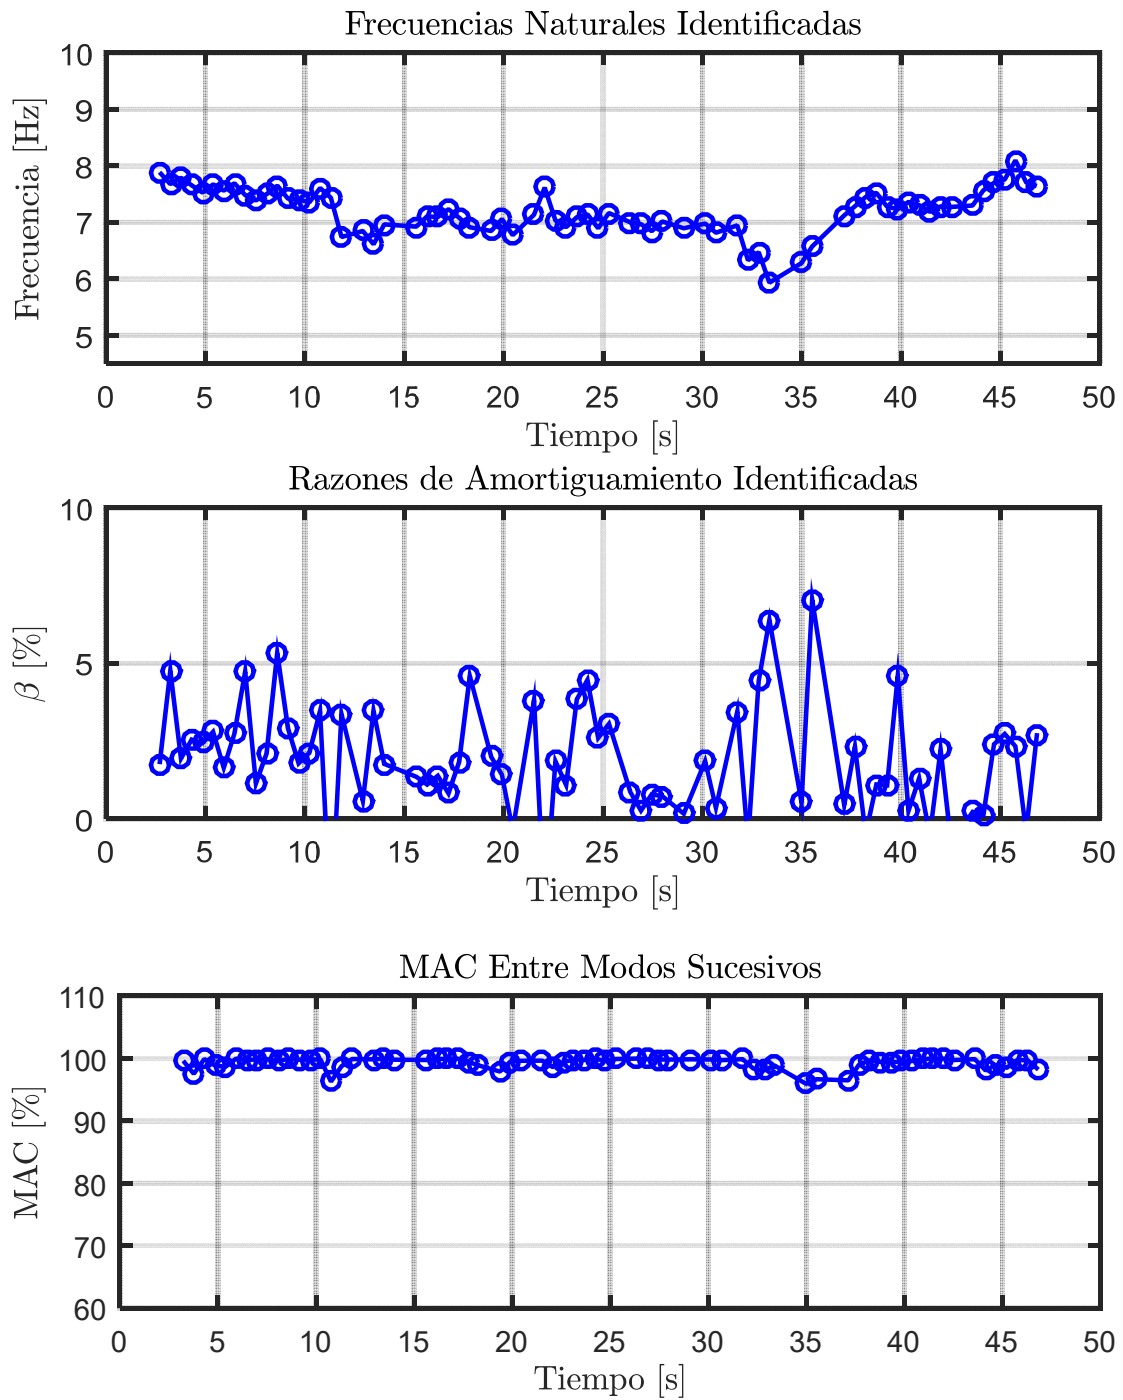 Frecuencias Naturales Identificadas
10
9
8
7
6
5
Frecuencia [Hz]
0 5 10 15 20 25 30 35 40 45 50
Tiempo [s]
Razones de Amortiguamiento Identificadas
10
5
0
β [%]
0 5 10 15 20 25 30 35 40 45 50
Tiempo [s]
MAC Entre Modos Sucesivos
110
100
90
80
70
60
MAC [%]
0 5 10 15 20 25 30 35 40 45 50
Tiempo [s]